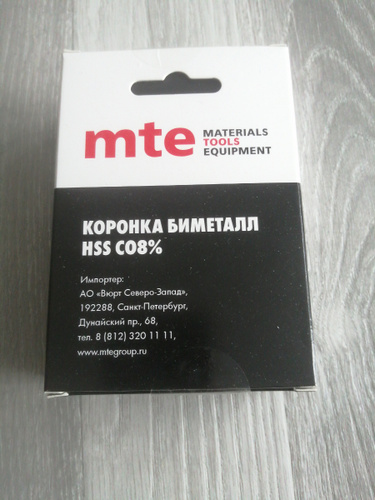 mte
MATERIALS
TOOLS
EQUIPMENT
КОРОНКА БИМЕТАЛЛ
HSS CO8%
Импортер:
АО «Вюрт Северо-Запад»,
192288, Санкт-Петербург,
Дунайский пр., 68,
тел. 8 (812) 320 11 11,
www.mtegroup.ru